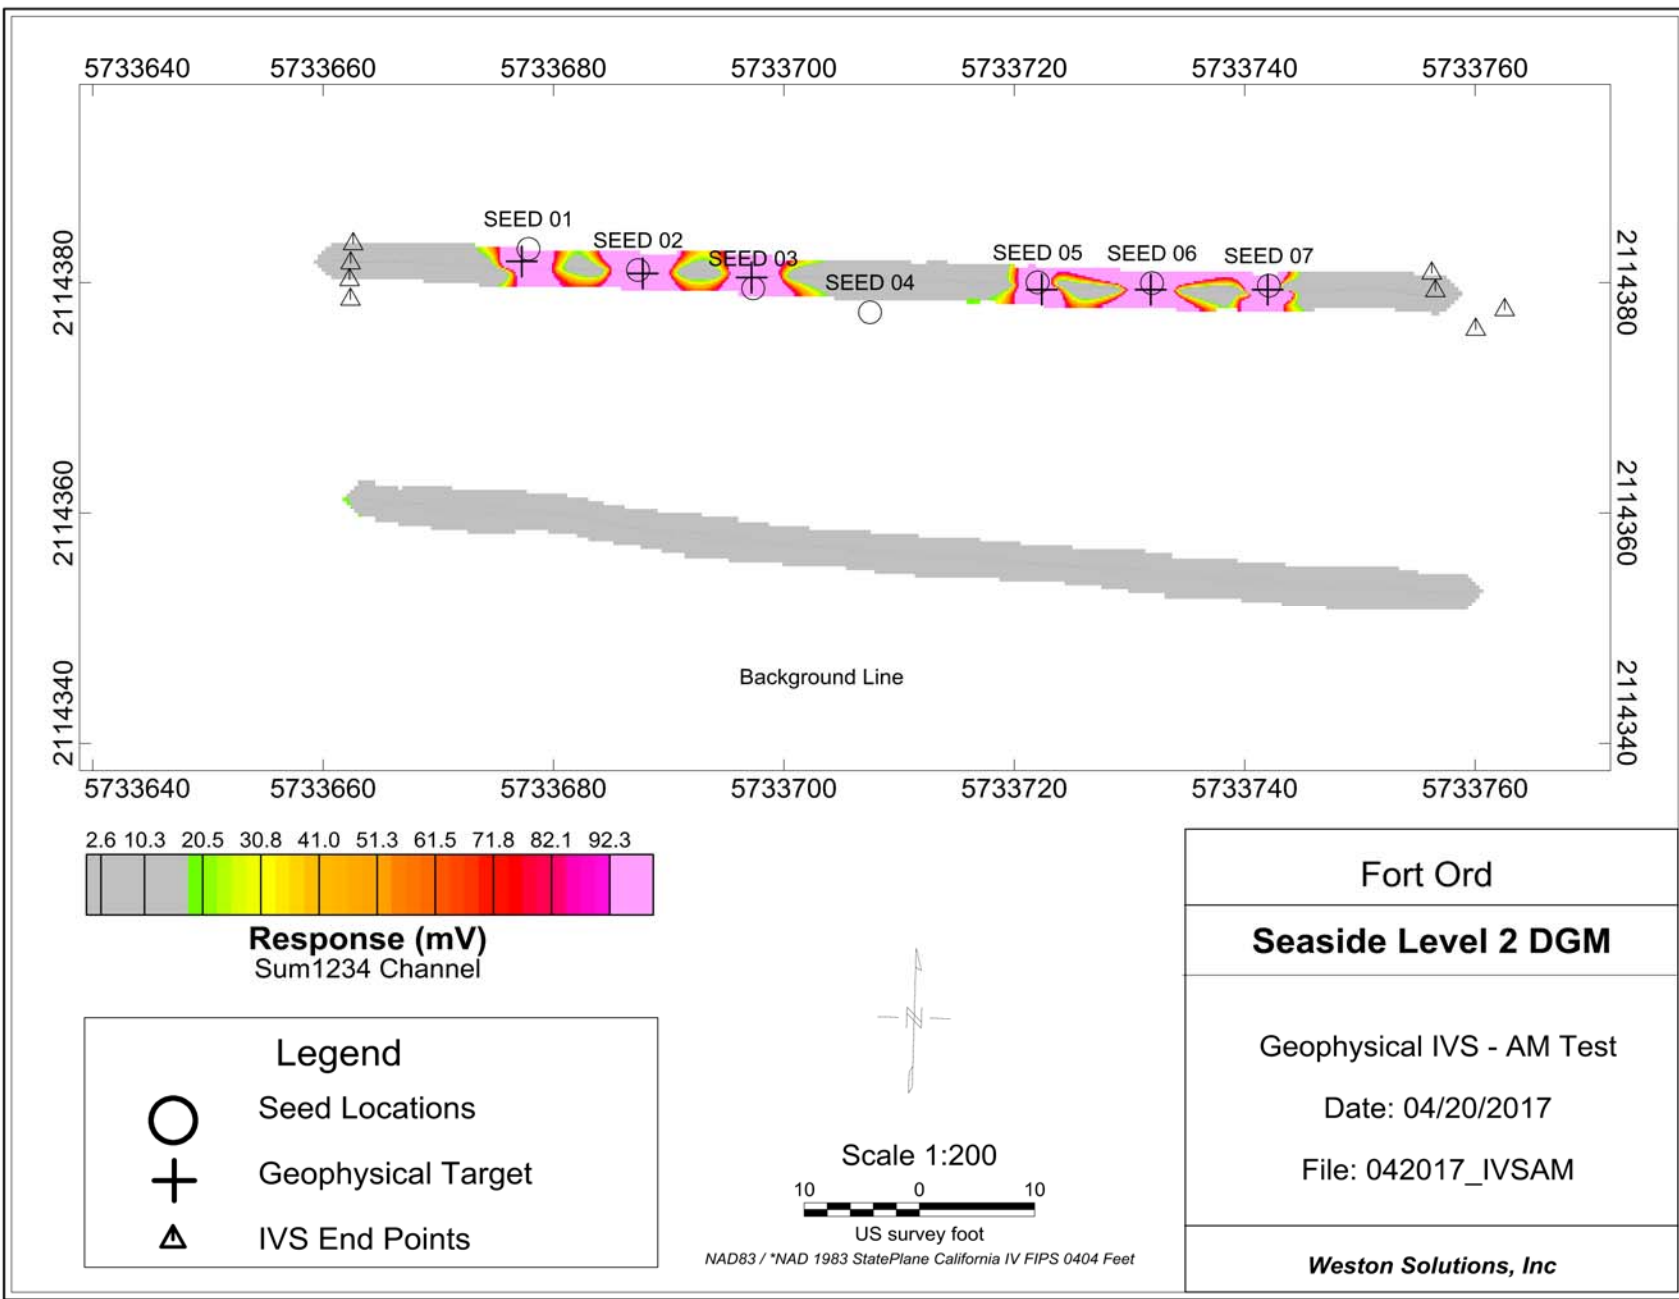 5733640 5733660 5733680 5733700 5733720 5733740 5733760
SEED 01
SEED 02
SEED 03
SEED 04
SEED 05
SEED 06
SEED 07
2114380
2114380
2114360
2114360
2114340
2114340
Background Line
5733640 5733660 5733680 5733700 5733720 5733740 5733760
2.6 10.3 20.5 30.8 41.0 51.3 61.5 71.8 82.1 92.3
Response (mV)
Sum1234 Channel
Legend
Seed Locations
Geophysical Target
IVS End Points
N
Scale 1:200
10 0 10
US survey foot
NAD83 / *NAD 1983 StatePlane California IV FIPS 0404 Feet
Fort Ord
Seaside Level 2 DGM
Geophysical IVS - AM Test
Date: 04/20/2017
File: 042017_IVSAM
Weston Solutions, Inc